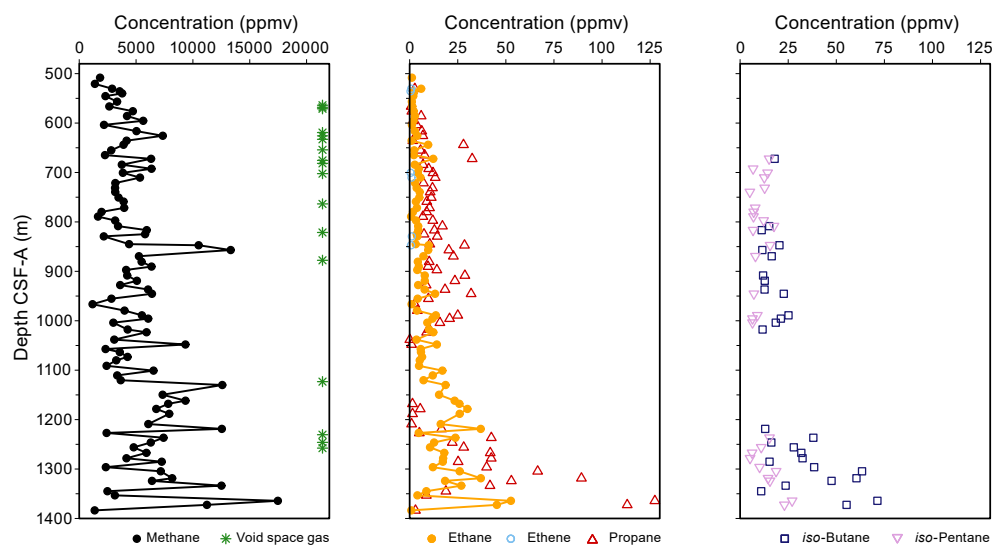 Concentration (ppmv) Concentration (ppmv) Concentration (ppmv)
0 5000 10000 15000 20000 0 25 50 75 100 125 0 25 50 75 100 125
500
600
700
800
900
1000
1100
1200
1300
1400
Depth CSF-A (m)
Methane Void space gas Ethane Ethene Propane iso-Butane iso-Pentane